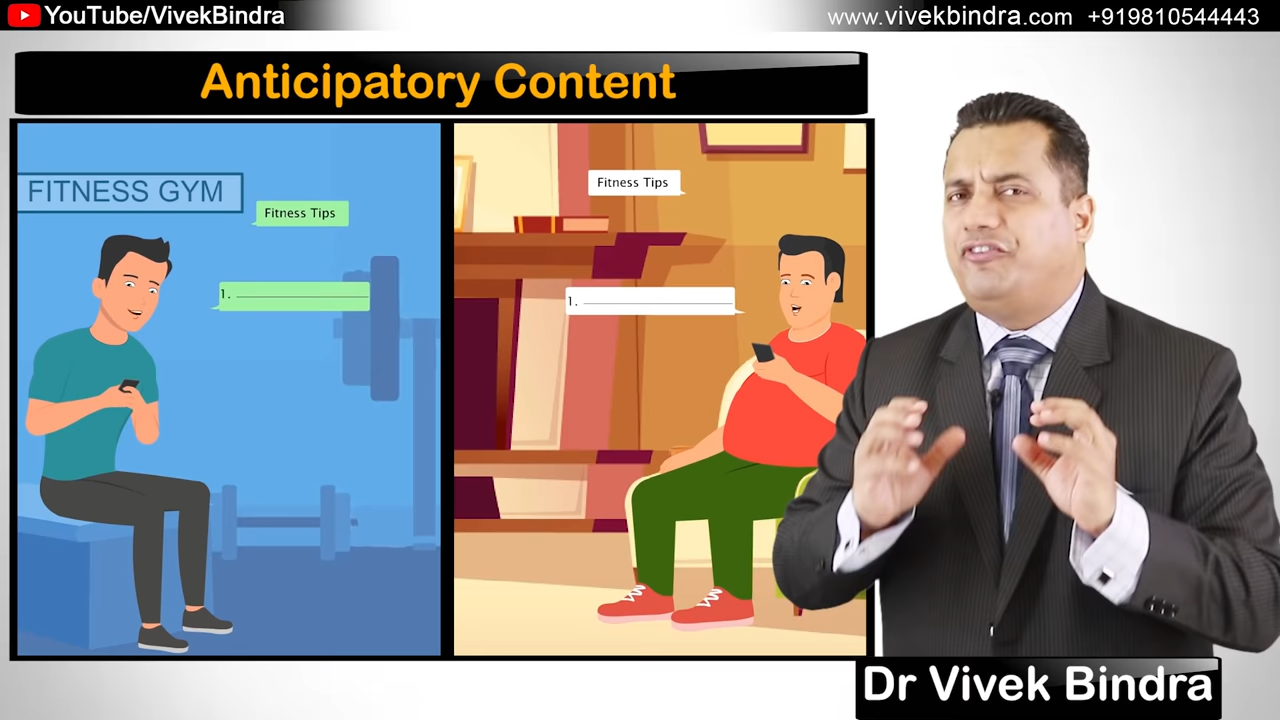 YouTube/VivekBindra
www.vivekbindra.com +919810544443
Anticipatory Content
FITNESS GYM
Fitness Tips
1.
Fitness Tips
1.
Dr Vivek Bindra